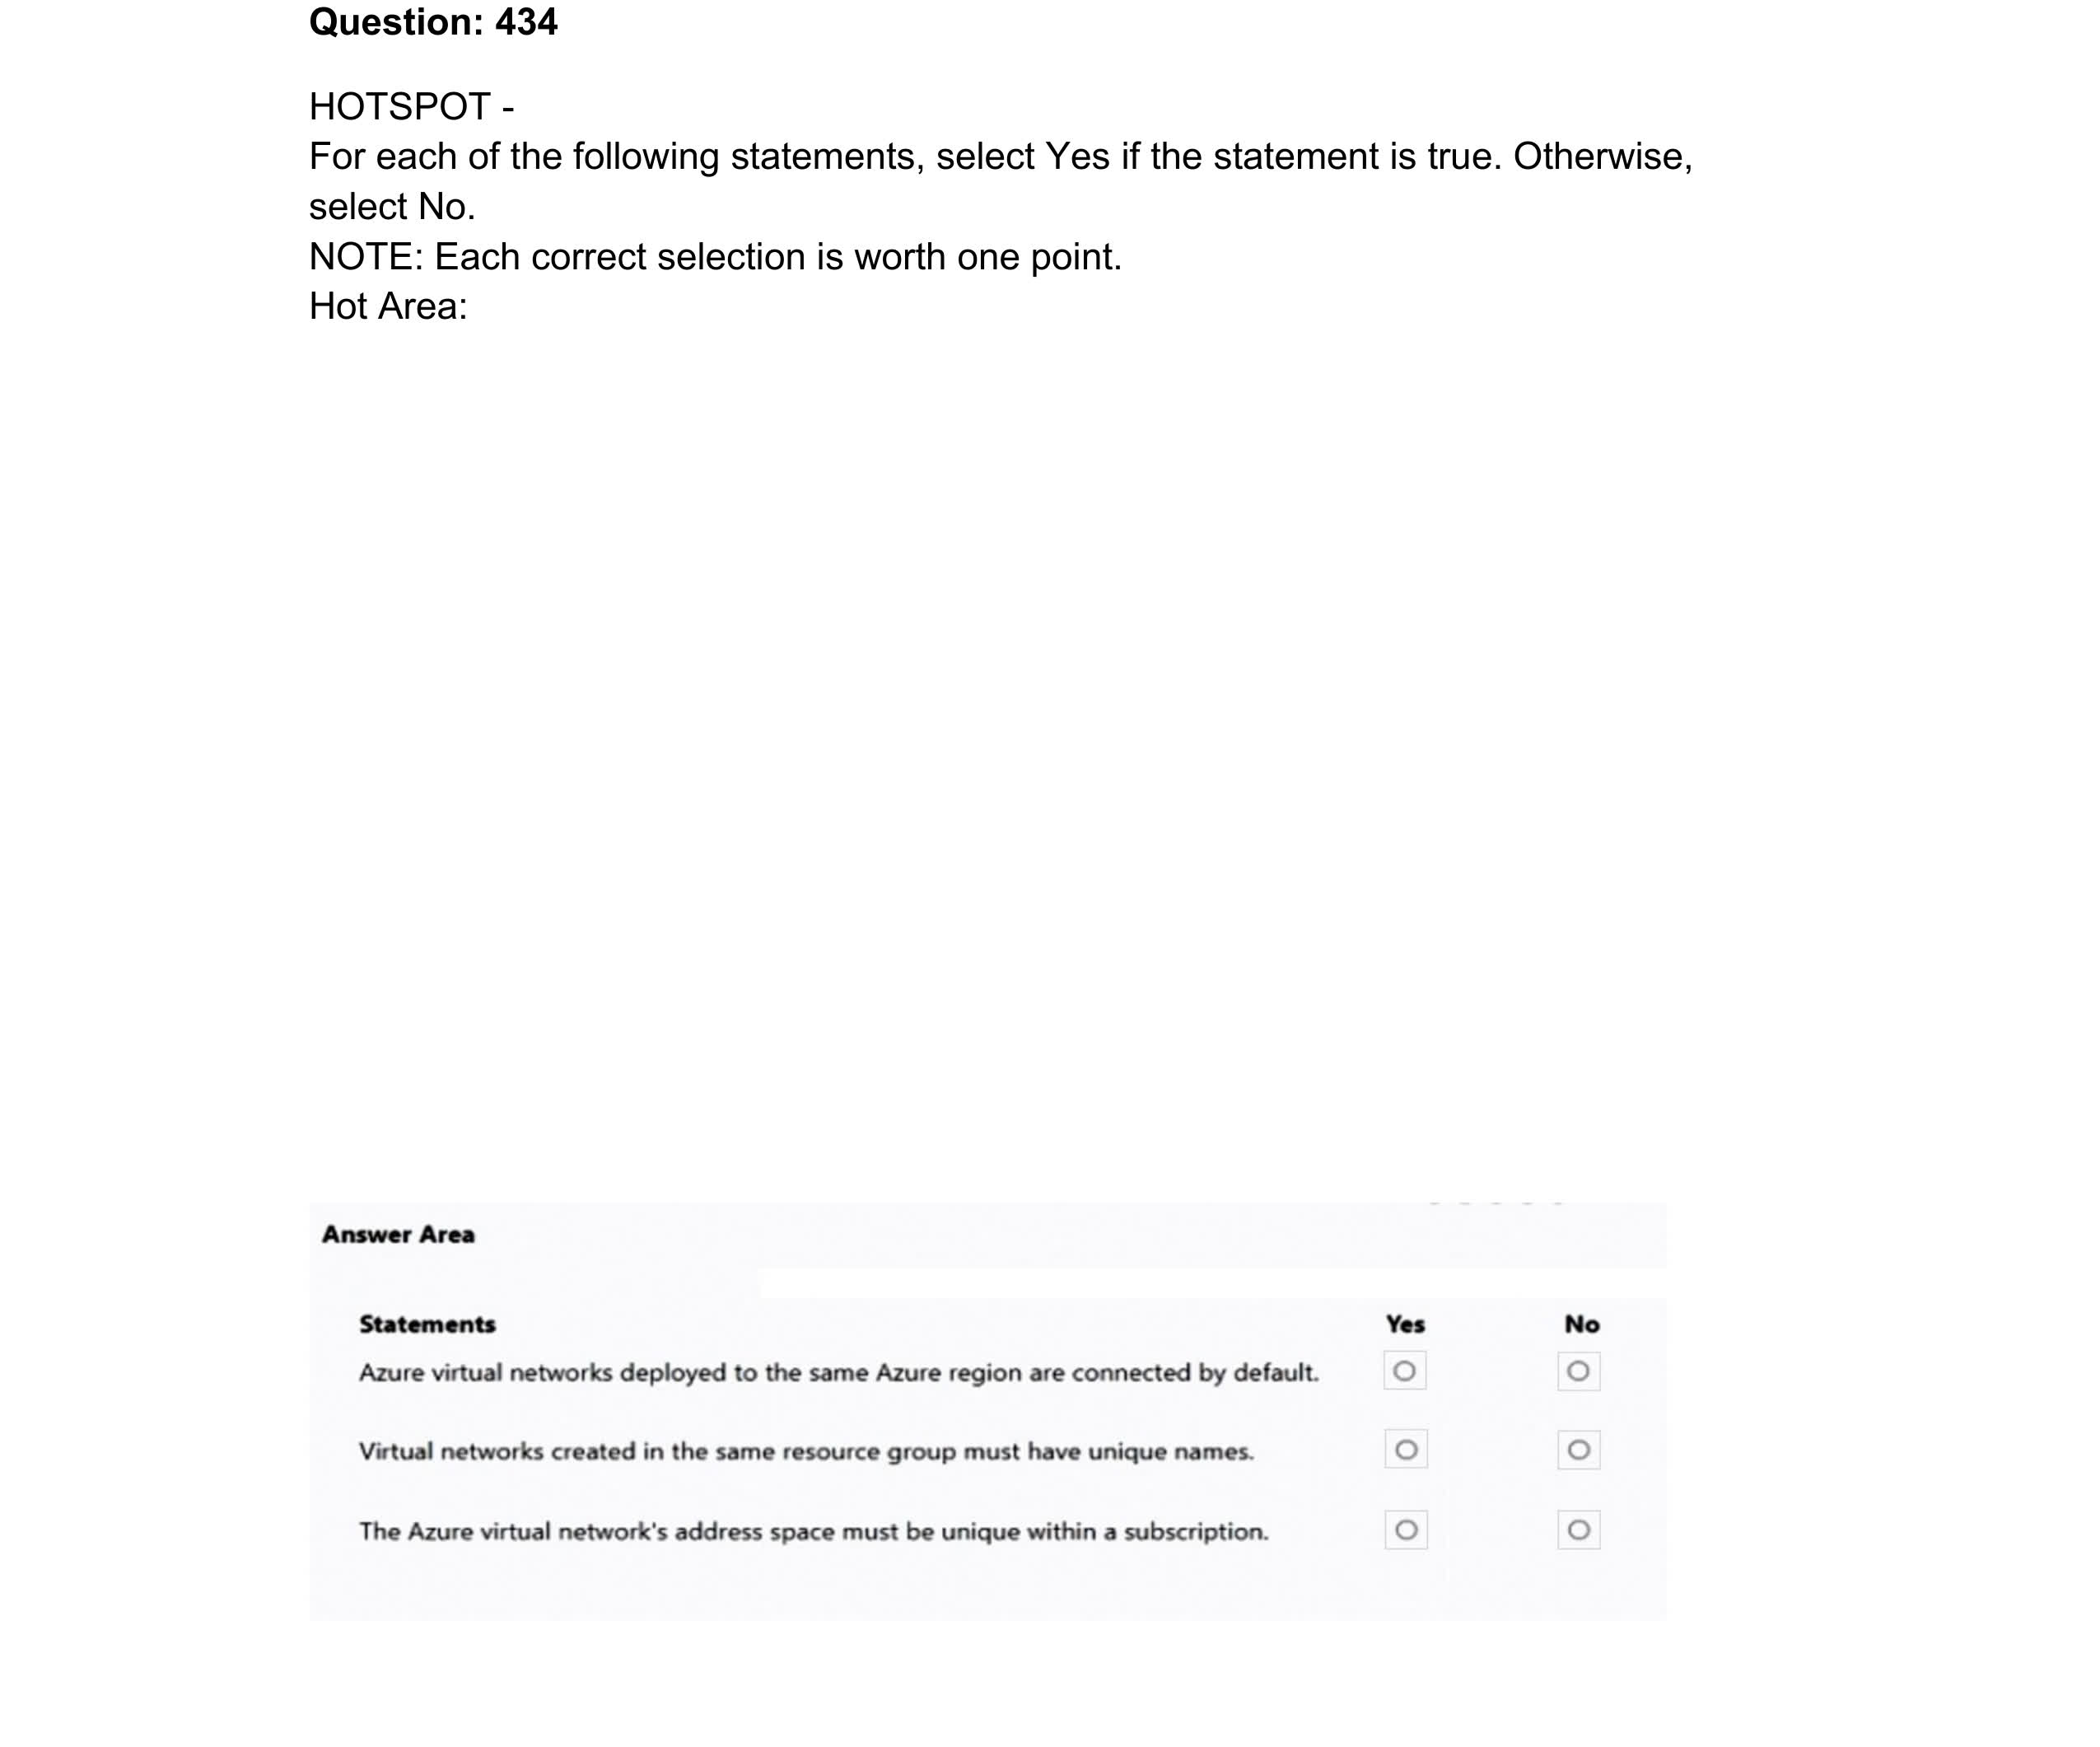 Question: 434
HOTSPOT -
For each of the following statements, select Yes if the statement is true. Otherwise,
select No.
NOTE: Each correct selection is worth one point.
Hot Area:
Answer Area
Statements Yes No
Azure virtual networks deployed to the same Azure region are connected by default.
Virtual networks created in the same resource group must have unique names.
The Azure virtual network's address space must be unique within a subscription.